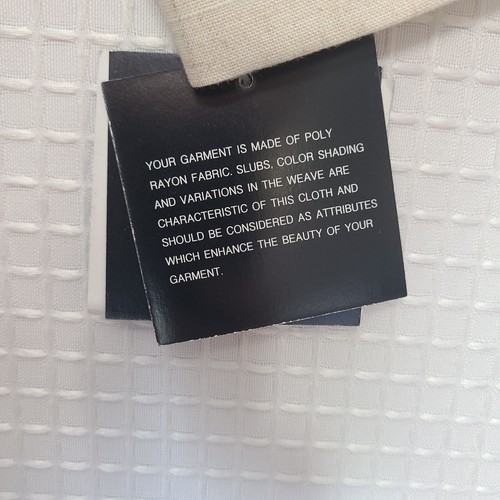 YOUR GARMENT IS MADE OF POLY
RAYON FABRIC. SLUBS, COLOR SHADING
AND VARIATIONS IN THE WEAVE ARE
CHARACTERISTIC OF THIS CLOTH AND
SHOULD BE CONSIDERED AS ATTRIBUTES
WHICH ENHANCE THE BEAUTY OF YOUR
GARMENT.